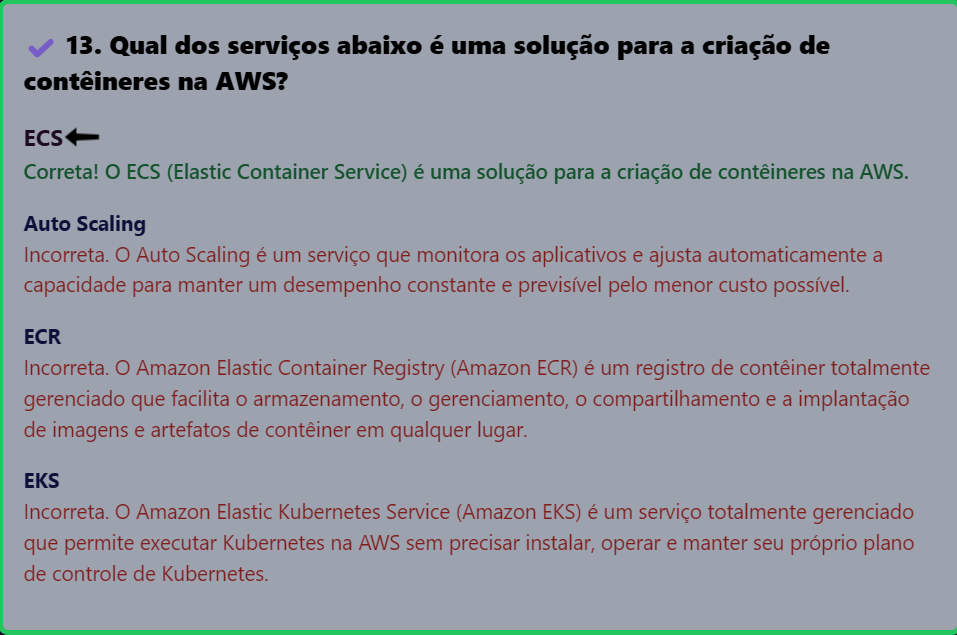 13. Qual dos serviços abaixo é uma solução para a criação de
contêineres na AWS?
ECS
Correta! O ECS (Elastic Container Service) é uma solução para a criação de contêineres na AWS.
Auto Scaling
Incorreta. O Auto Scaling é um serviço que monitora os aplicativos e ajusta automaticamente a
capacidade para manter um desempenho constante e previsível pelo menor custo possível.
ECR
Incorreta. O Amazon Elastic Container Registry (Amazon ECR) é um registro de contêiner totalmente
gerenciado que facilita o armazenamento, o gerenciamento, o compartilhamento e a implantação
de imagens e artefatos de contêiner em qualquer lugar.
EKS
Incorreta. O Amazon Elastic Kubernetes Service (Amazon EKS) é um serviço totalmente gerenciado
que permite executar Kubernetes na AWS sem precisar instalar, operar e manter seu próprio plano
de controle de Kubernetes.